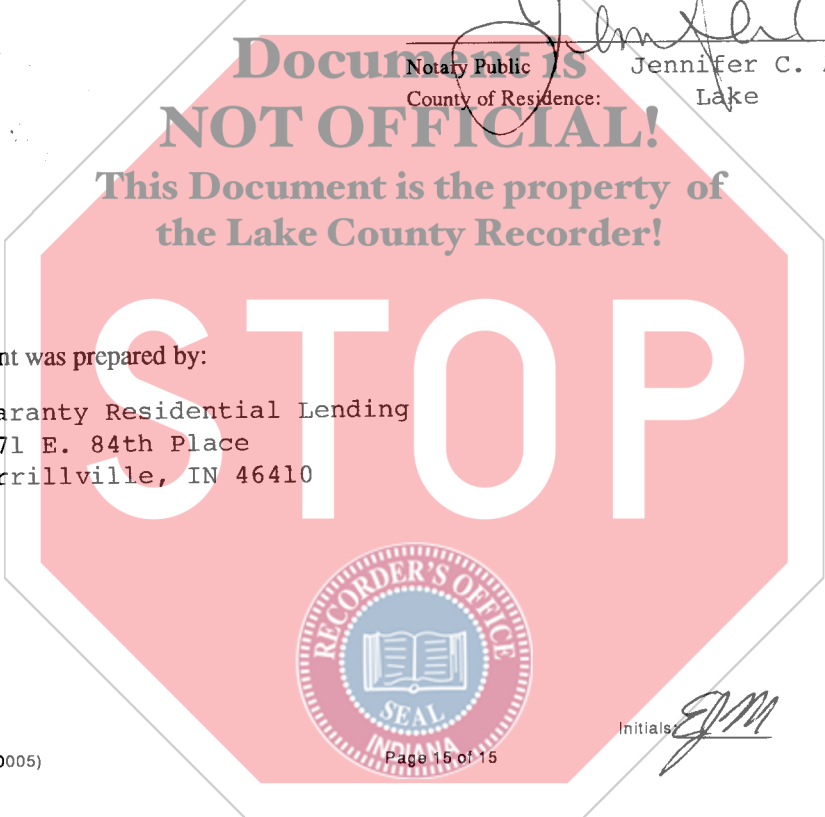 Document is
Notary Public Jennifer C.
County of Residence: Lake
NOT OFFICIAL!
This Document is the property of
the Lake County Recorder!
STOP
nt was prepared by:
aranty Residential Lending
71 E. 84th Place
rrillville, IN 46410
RECORDER'S OFFICE
SEAL
INDIANA
Initials: EJM
0005)
Page 15 of 15